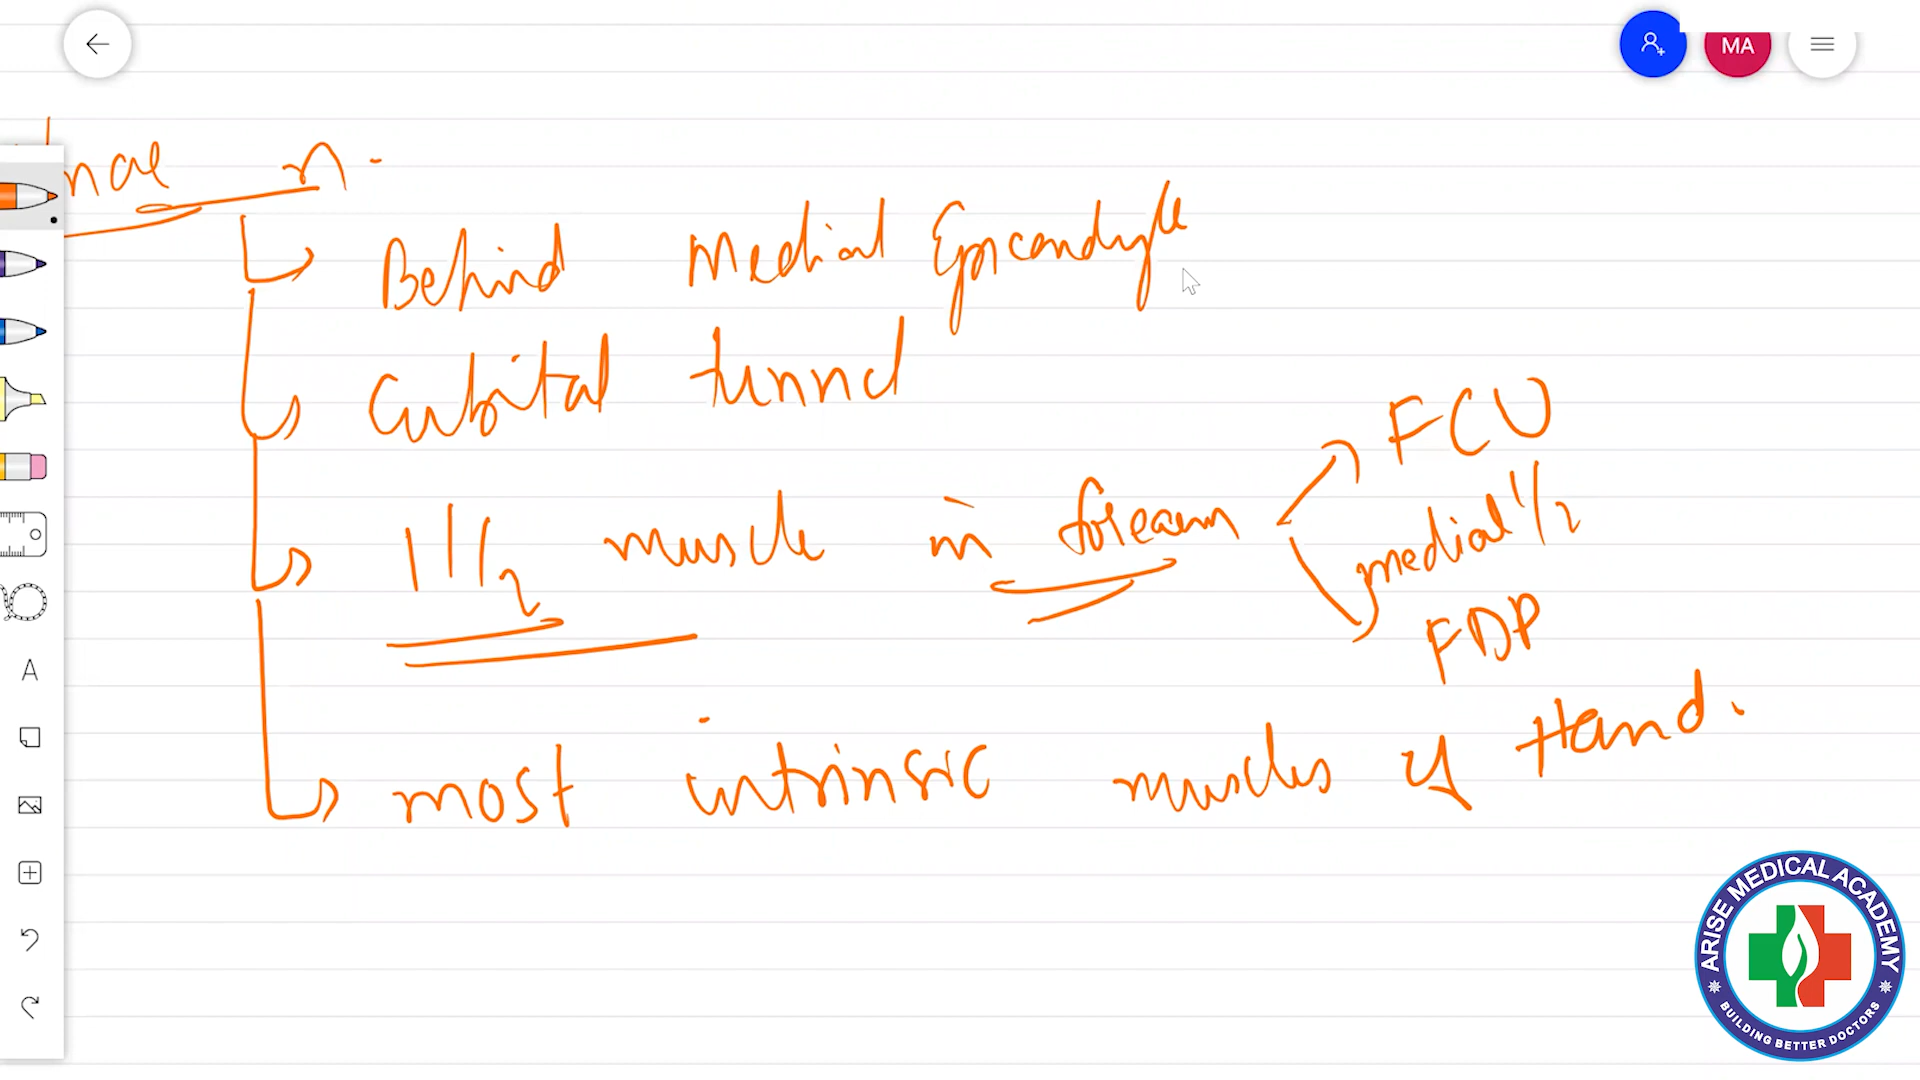 MA
nar n.
Behind Medial Epicondyle
Cubital tunnel
1 1/2 muscle in forearm
FCU
medial 1/2
FDP
most intrinsic muscles of Hand.
A
ARISE MEDICAL ACADEMY
BUILDING BETTER DOCTORS